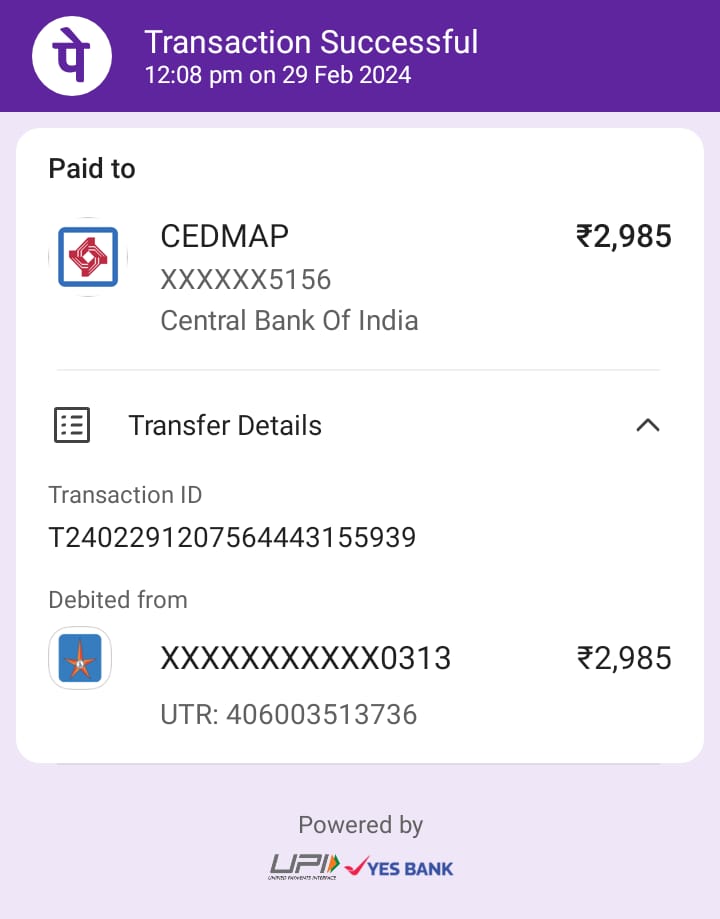 पे
Transaction Successful
12:08 pm on 29 Feb 2024
Paid to
CEDMAP
₹2,985
XXXXXX5156
Central Bank Of India
Transfer Details
Transaction ID
T2402291207564443155939
Debited from
XXXXXXXXXXX0313
₹2,985
UTR: 406003513736
Powered by
UPI
UNIFIED PAYMENTS INTERFACE
YES BANK